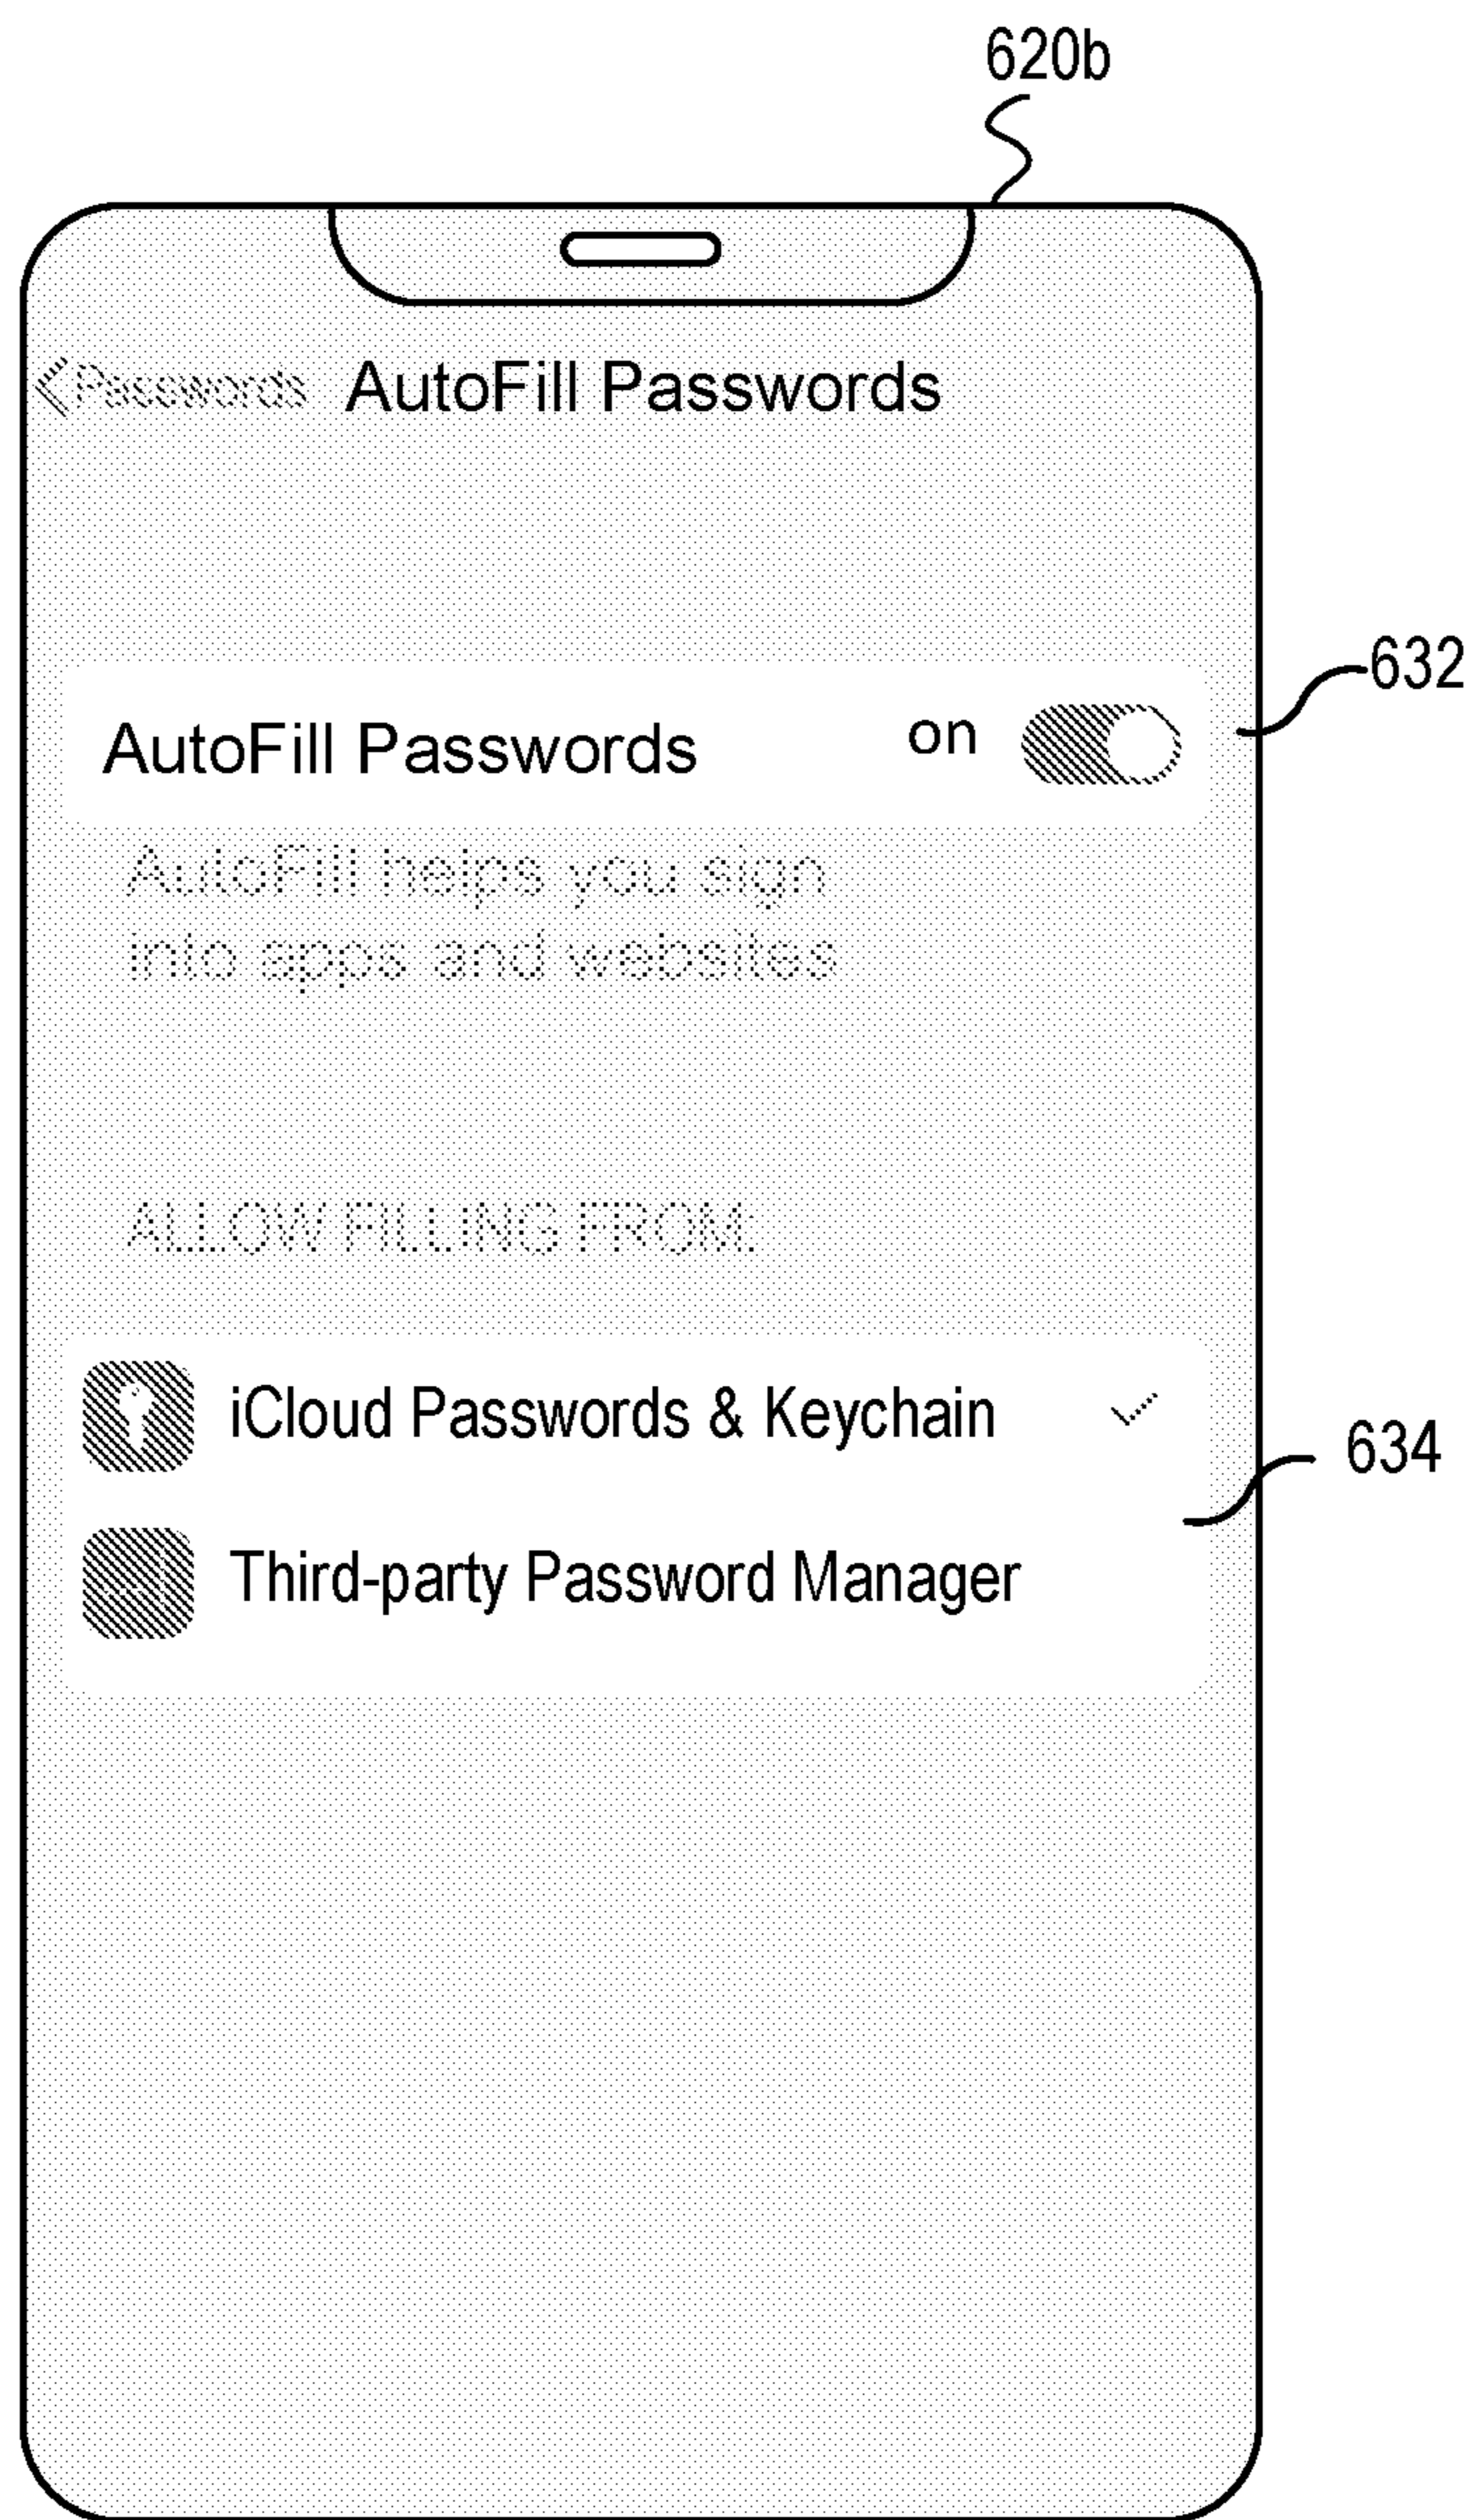 620b
< Passwords AutoFill Passwords
632
AutoFill Passwords on
AutoFill helps you sign
into apps and websites
ALLOW FILLING FROM:
iCloud Passwords & Keychain
634
Third-party Password Manager